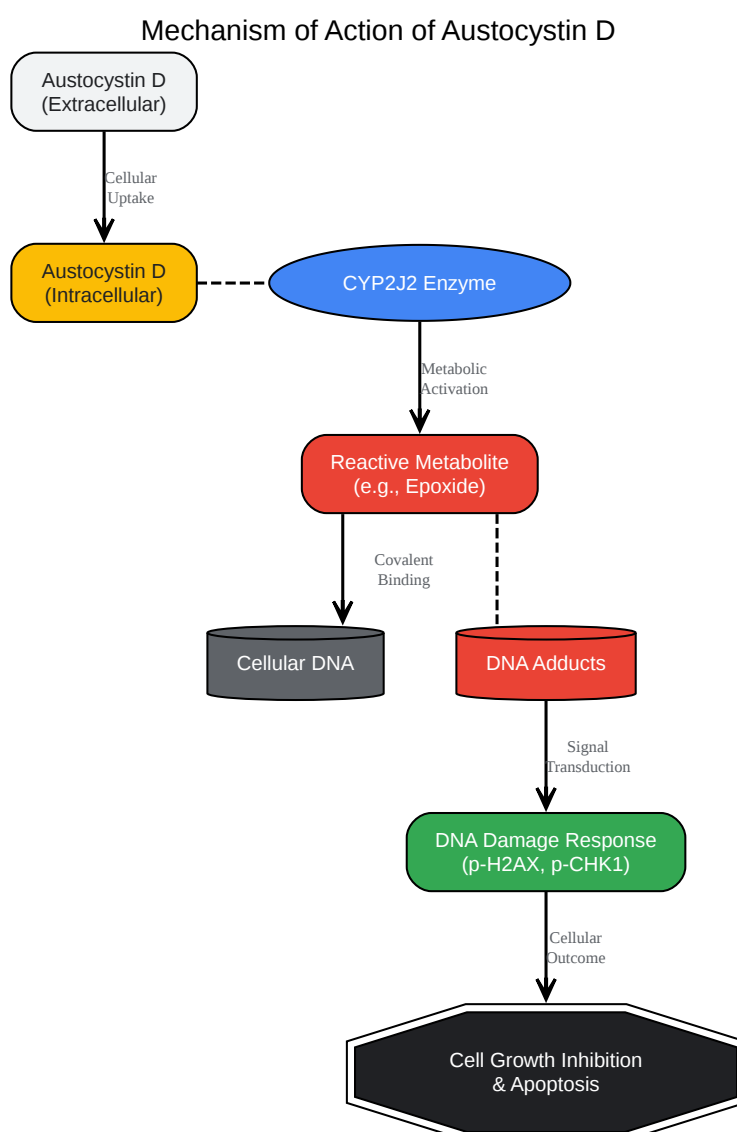 Mechanism of Action of Austocystin D
Austocystin D
(Extracellular)
Cellular
Uptake
Austocystin D
(Intracellular)
CYP2J2 Enzyme
Metabolic
Activation
Reactive Metabolite
(e.g., Epoxide)
Covalent
Binding
Cellular DNA
DNA Adducts
Signal
Transduction
DNA Damage Response
(p-H2AX, p-CHK1)
Cellular
Outcome
Cell Growth Inhibition
& Apoptosis